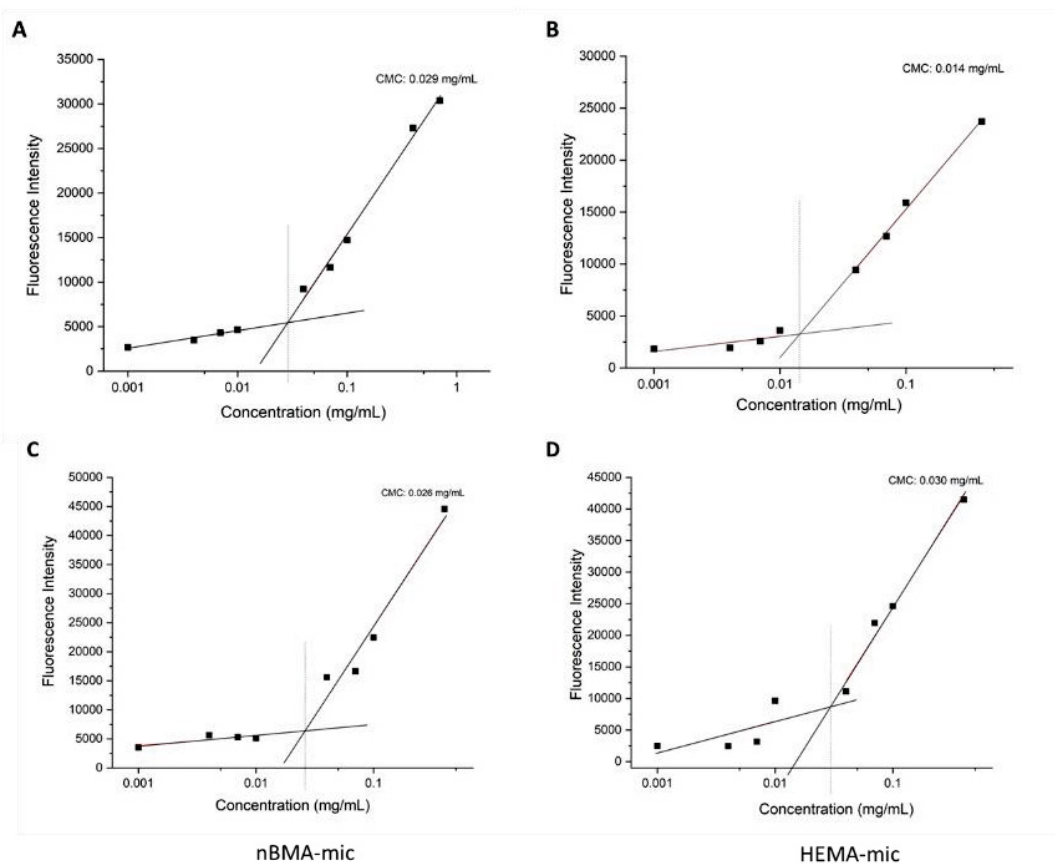 A
CMC: 0.029 mg/mL
35000
30000
25000
20000
15000
10000
5000
0
Fluorescence Intensity
0.001
0.01
0.1
1
Concentration (mg/mL)
B
CMC: 0.014 mg/mL
30000
25000
20000
15000
10000
5000
0
Fluorescence Intensity
0.001
0.01
0.1
Concentration (mg/mL)
C
CMC: 0.026 mg/mL
50000
45000
40000
35000
30000
25000
20000
15000
10000
5000
0
Fluorescence Intensity
0.001
0.01
0.1
Concentration (mg/mL)
nBMA-mic
D
CMC: 0.030 mg/mL
45000
40000
35000
30000
25000
20000
15000
10000
5000
0
Fluorescence Intensity
0.001
0.01
0.1
Concentration (mg/mL)
HEMA-mic